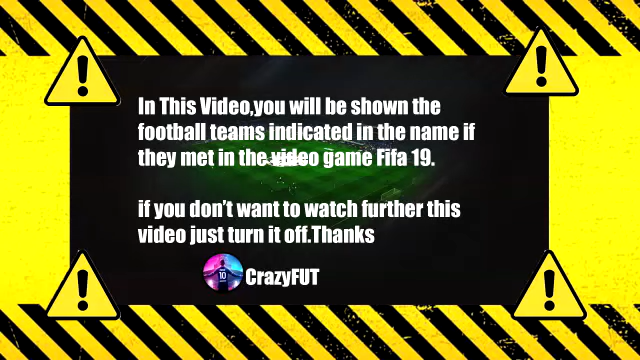 In This Video,you will be shown the
football teams indicated in the name if
they met in the video game Fifa 19.
if you don't want to watch further this
video just turn it off.Thanks
10
CrazyFUT